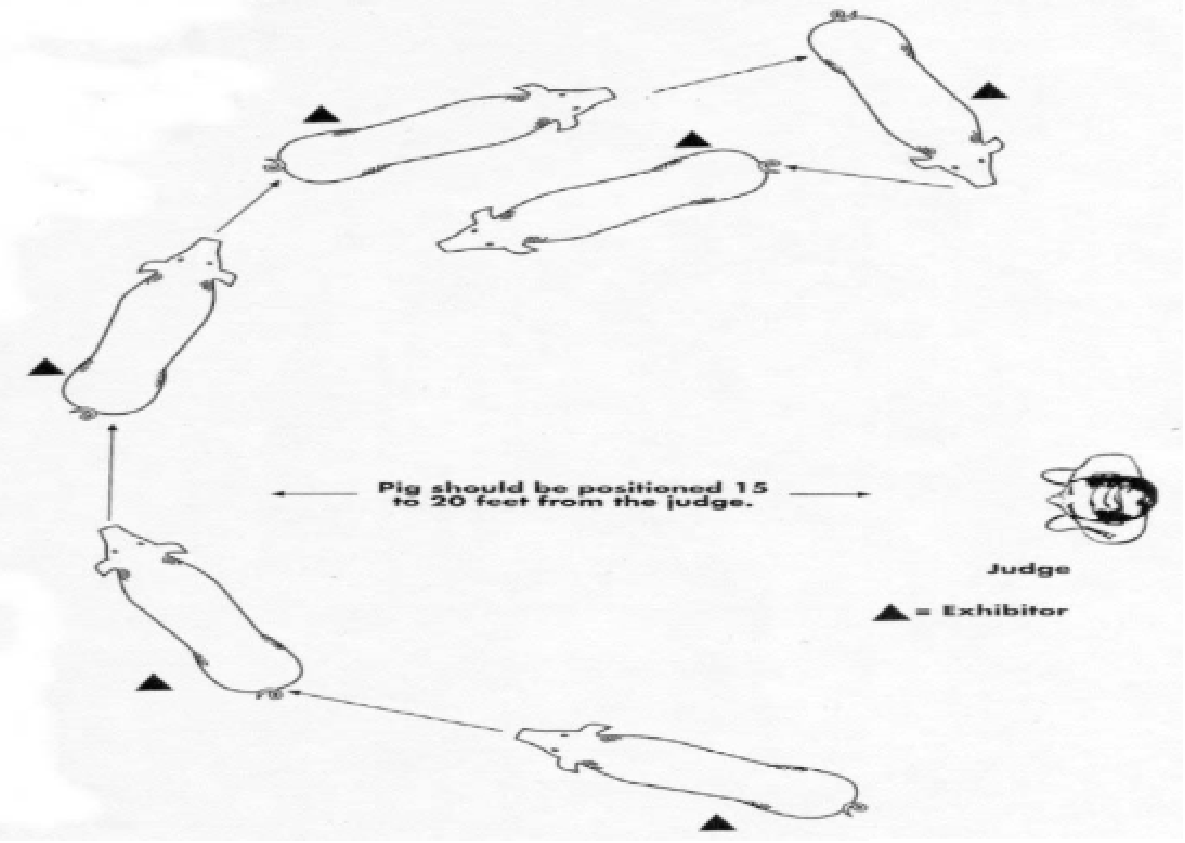 Pig should be positioned 15
to 20 feet from the judge.
Judge
▲ = Exhibitor